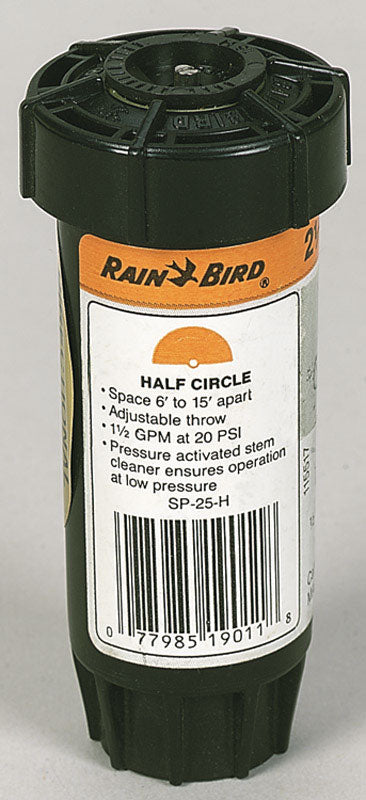 RAIN BIRD®
HALF CIRCLE
• Space 6′ to 15′ apart
• Adjustable throw
• 1½ GPM at 20 PSI
• Pressure activated stem
cleaner ensures operation
at low pressure
SP-25-H
0 77985 19011 8
115517